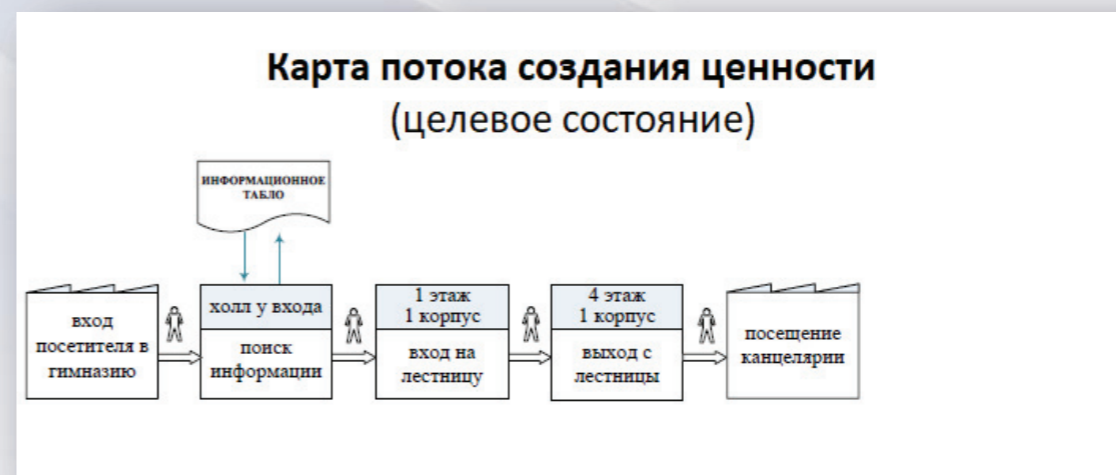 Карта потока создания ценности
(целевое состояние)
ИНФОРМАЦИОННОЕ
ТАБЛО
вход
посетителя в
гимназию
холл у входа
поиск
информации
1 этаж
1 корпус
вход на
лестницу
4 этаж
1 корпус
выход с
лестницы
посещение
канцелярии